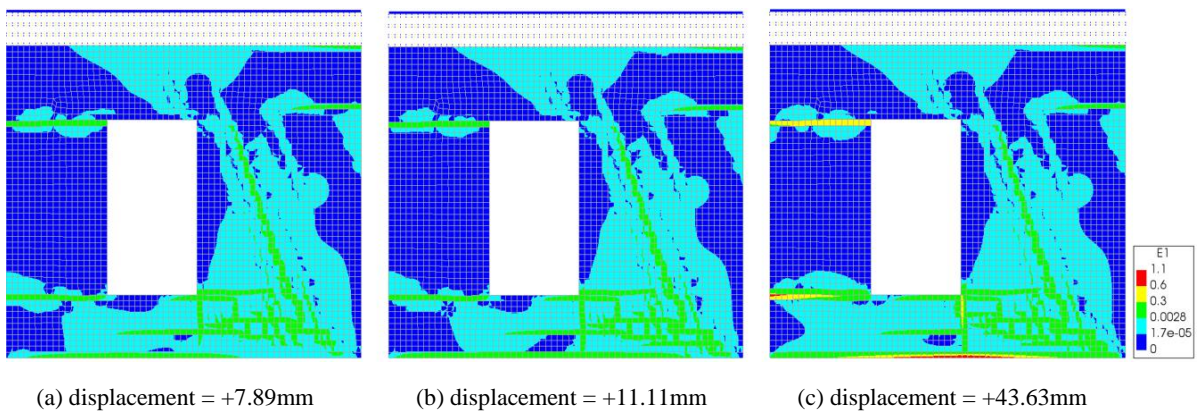 E1
1.1
0.6
0.3
0.0028
1.7e-05
0
(a) displacement = +7.89mm
(b) displacement = +11.11mm
(c) displacement = +43.63mm